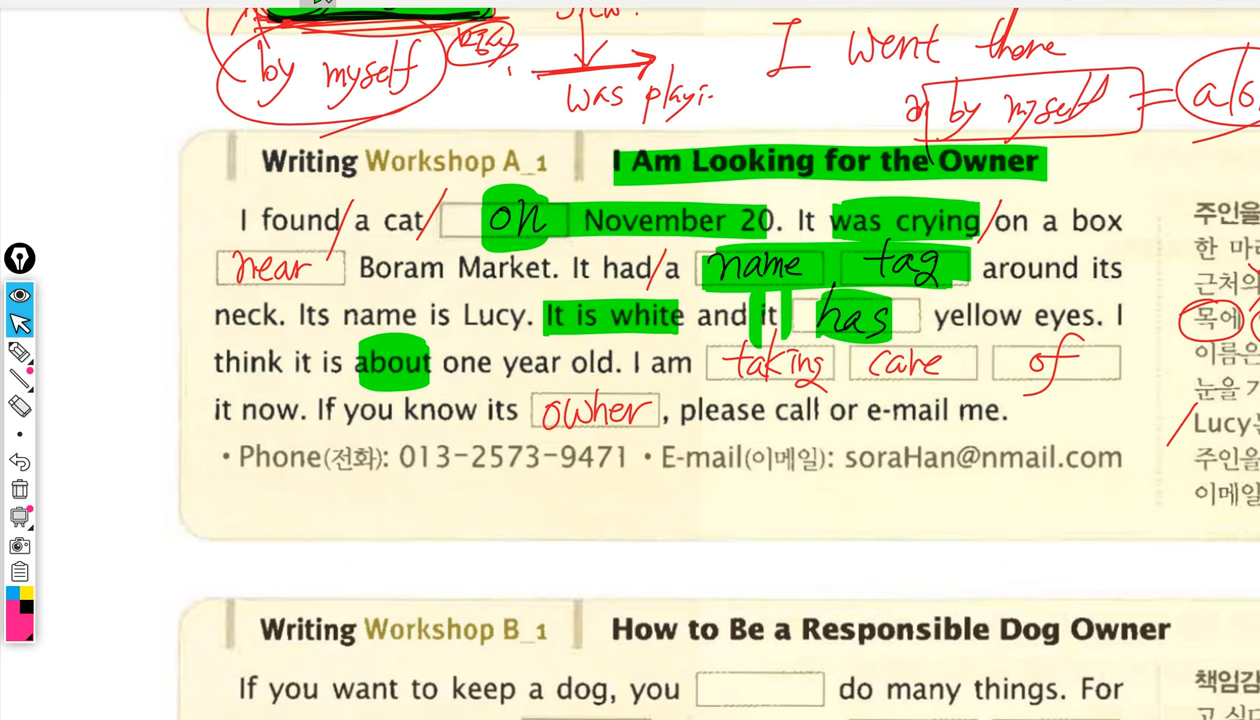 I went there
by myself
was playi
by myself =
Writing Workshop A_1 I Am Looking for the Owner
I found / a cat / on November 20. It was crying / on a box
near Boram Market. It had / a name tag around its
neck. Its name is Lucy. It is white and it has yellow eyes. I
think it is about one year old. I am taking care of
it now. If you know its owner, please call or e-mail me.
• Phone(전화): 013-2573-9471 • E-mail(이메일): soraHan@nmail.com
주인을
한 마리
근처의
목에
이름은
눈을 가
Lucy는
주인을
이메일
Writing Workshop B_1 How to Be a Responsible Dog Owner
If you want to keep a dog, you do many things. For
책임감